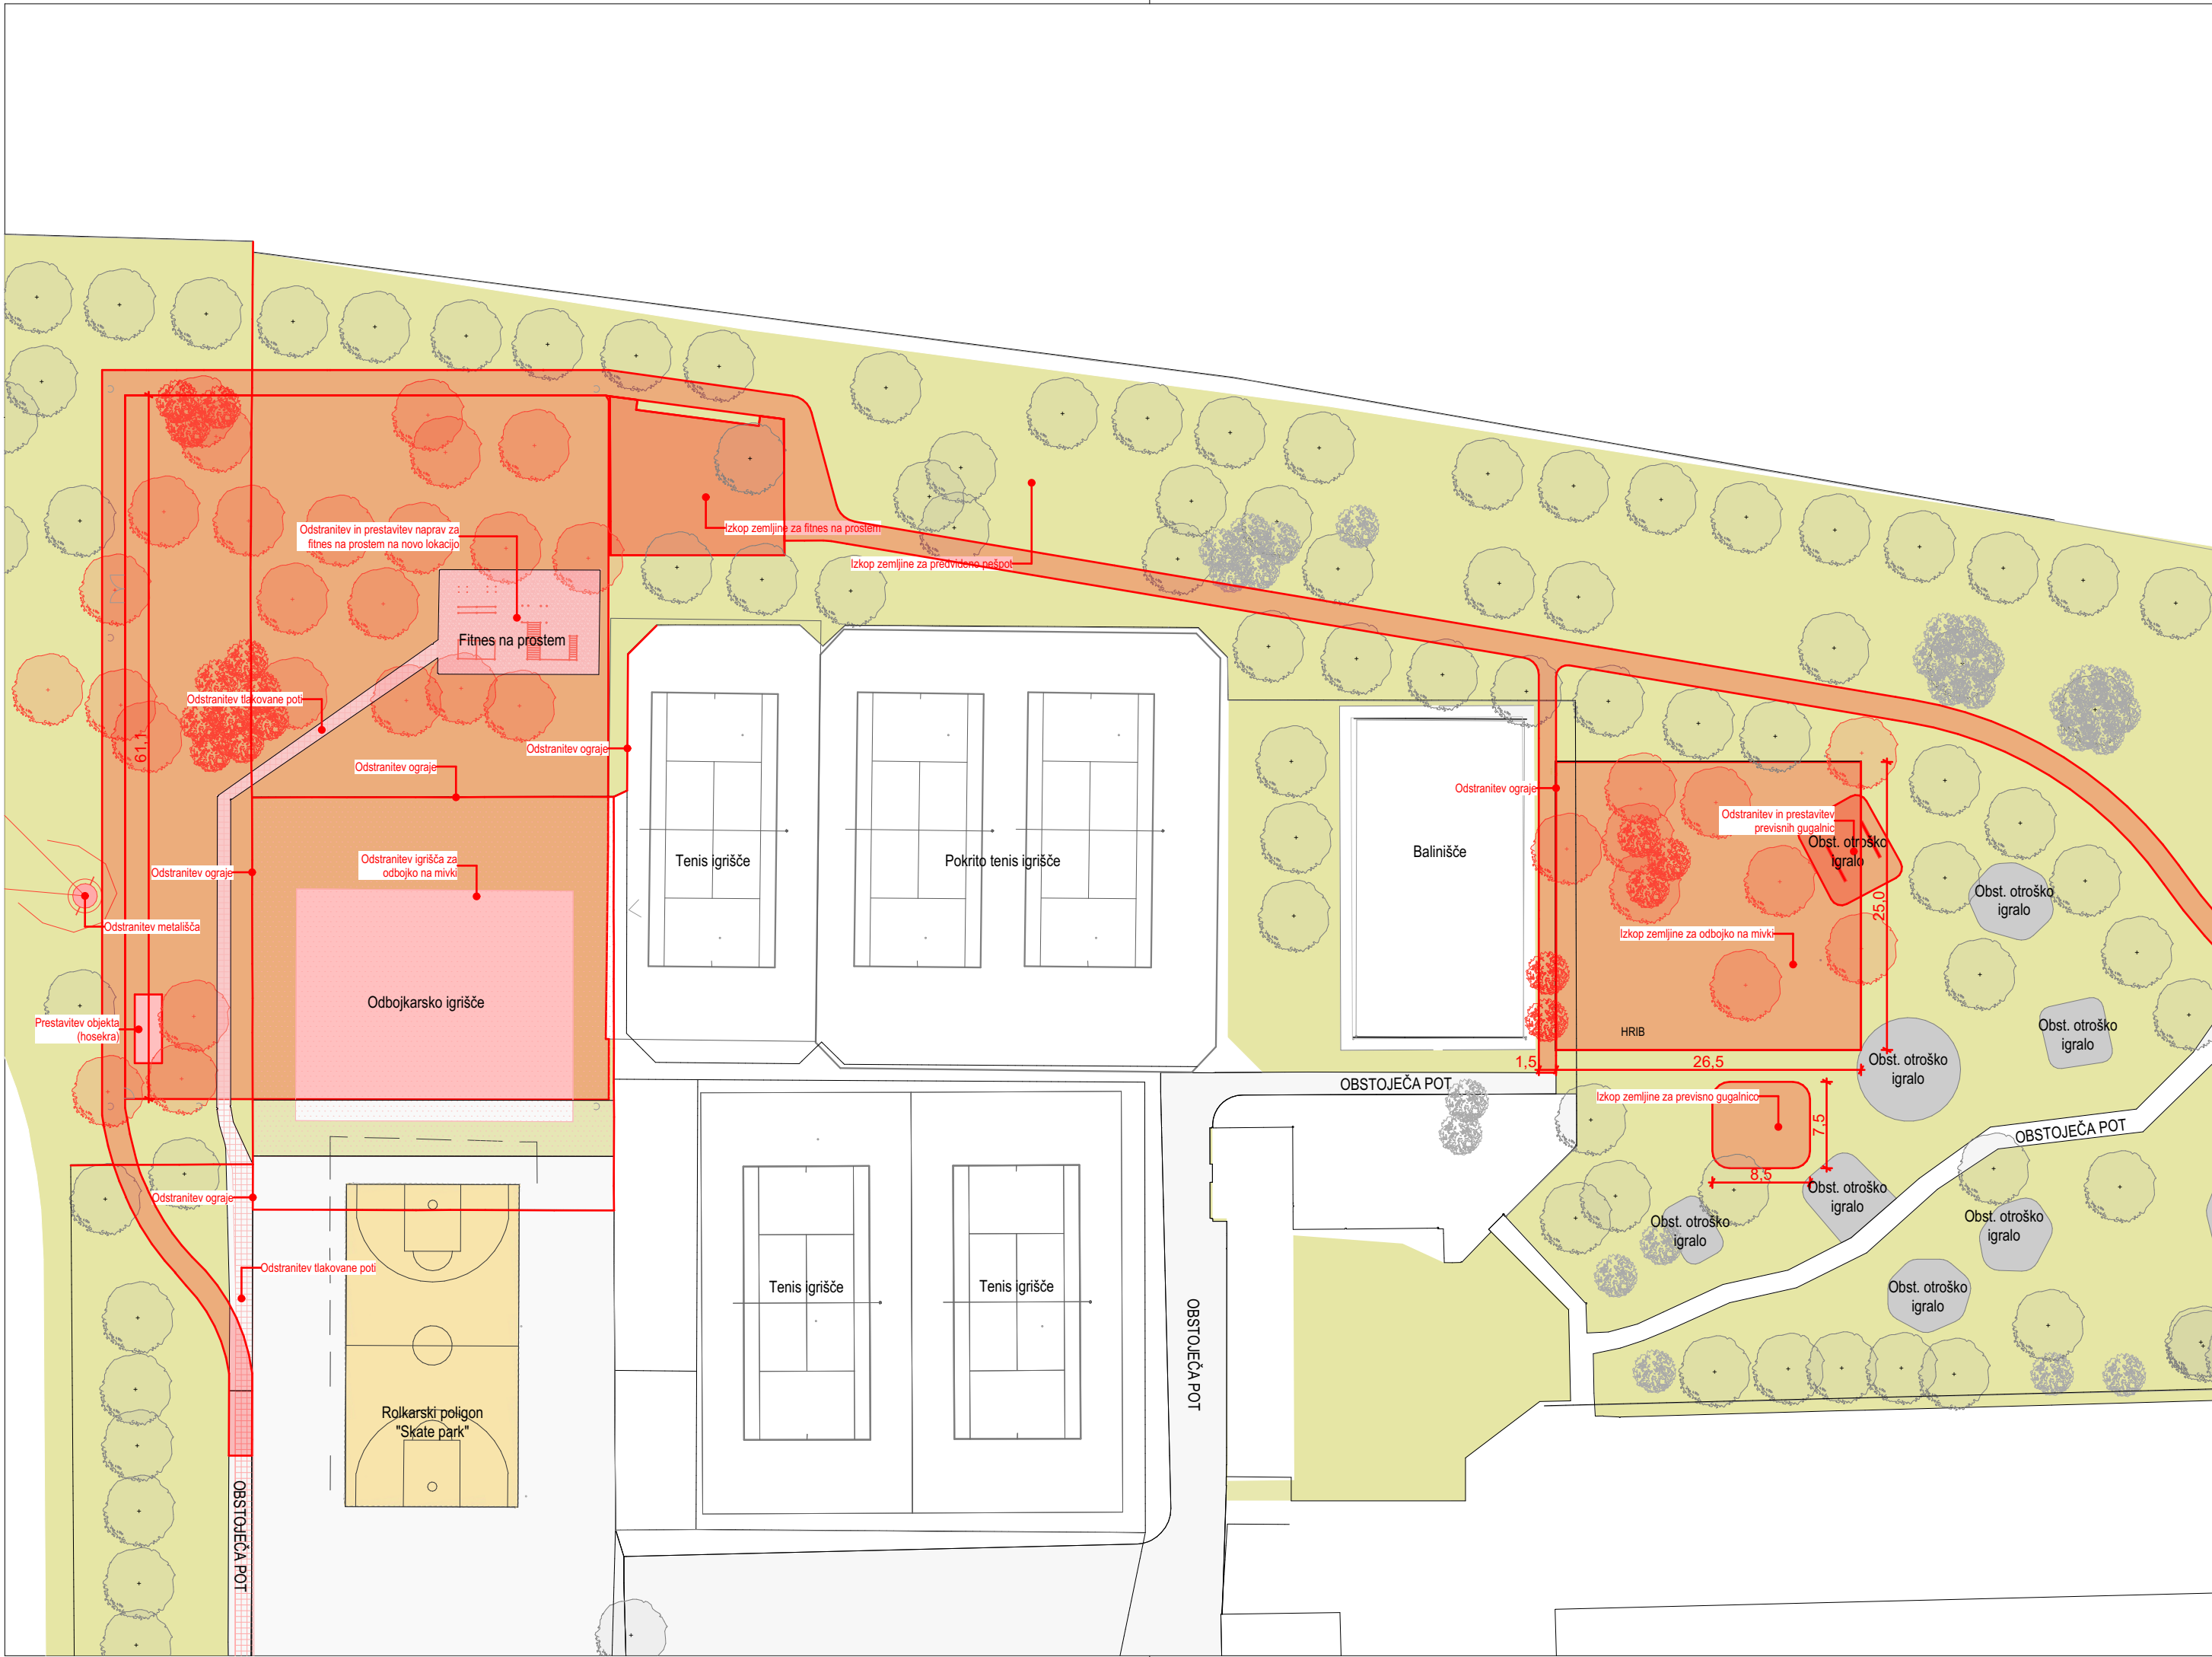 Odstranitev in prestavitev naprav za
fitnes na prostem na novo lokacijo
Izkop zemljine za fitnes na prostem
Izkop zemljine za predvideno pešpot
Fitnes na prostem
Odstranitev tlakovane poti
61,1
Odstranitev ograje
Odstranitev ograje
Odstranitev ograje
Odstranitev in prestavitev
previsnih gugalnic
Obst. otroško
igralo
Odstranitev igrišča za
odbojko na mivki
Tenis igrišče
Pokrito tenis igrišče
Balinišče
Odstranitev ograje
Obst. otroško
igralo
25,0
Odstranitev metališča
Izkop zemljine za odbojko na mivki
Odbojkarsko igrišče
Prestavitev objekta
(hosekra)
HRIB
Obst. otroško
igralo
1,5
26,5
Obst. otroško
igralo
OBSTOJEČA POT
Izkop zemljine za previsno gugalnico
7,5
OBSTOJEČA POT
8,5
Obst. otroško
igralo
Odstranitev ograje
Obst. otroško
igralo
Obst. otroško
igralo
Odstranitev tlakovane poti
Tenis igrišče
Tenis igrišče
Obst. otroško
igralo
OBSTOJEČA POT
Rolkarski poligon
"Skate park"
OBSTOJEČA POT